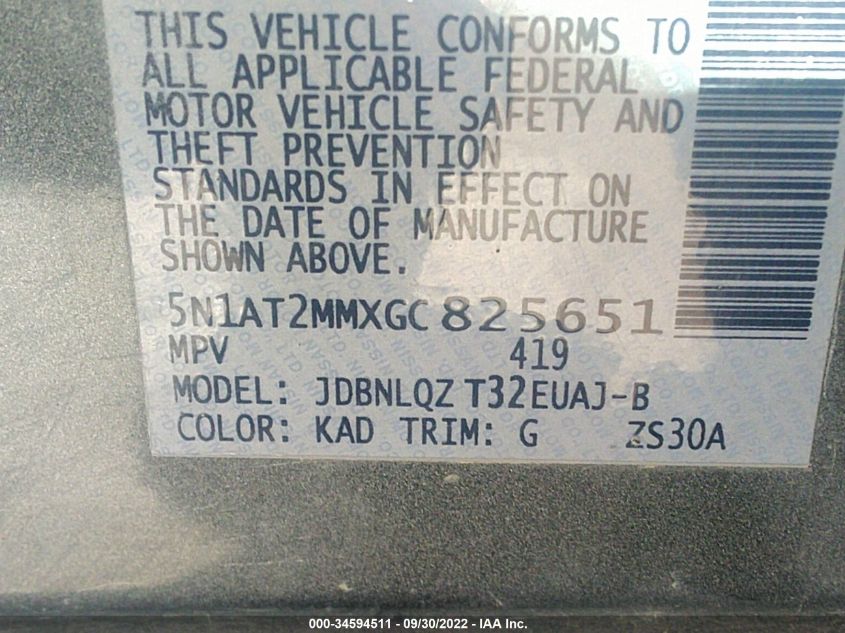 THIS VEHICLE CONFORMS TO
ALL APPLICABLE FEDERAL
MOTOR VEHICLE SAFETY AND
THEFT PREVENTION
STANDARDS IN EFFECT ON
THE DATE OF MANUFACTURE
SHOWN ABOVE.
5N1AT2MMXGC 825651
MPV 419
MODEL: JDBNLQZ T32EUAJ-B
COLOR: KAD TRIM: G ZS30A
000-34594511 - 09/30/2022 - IAA Inc.